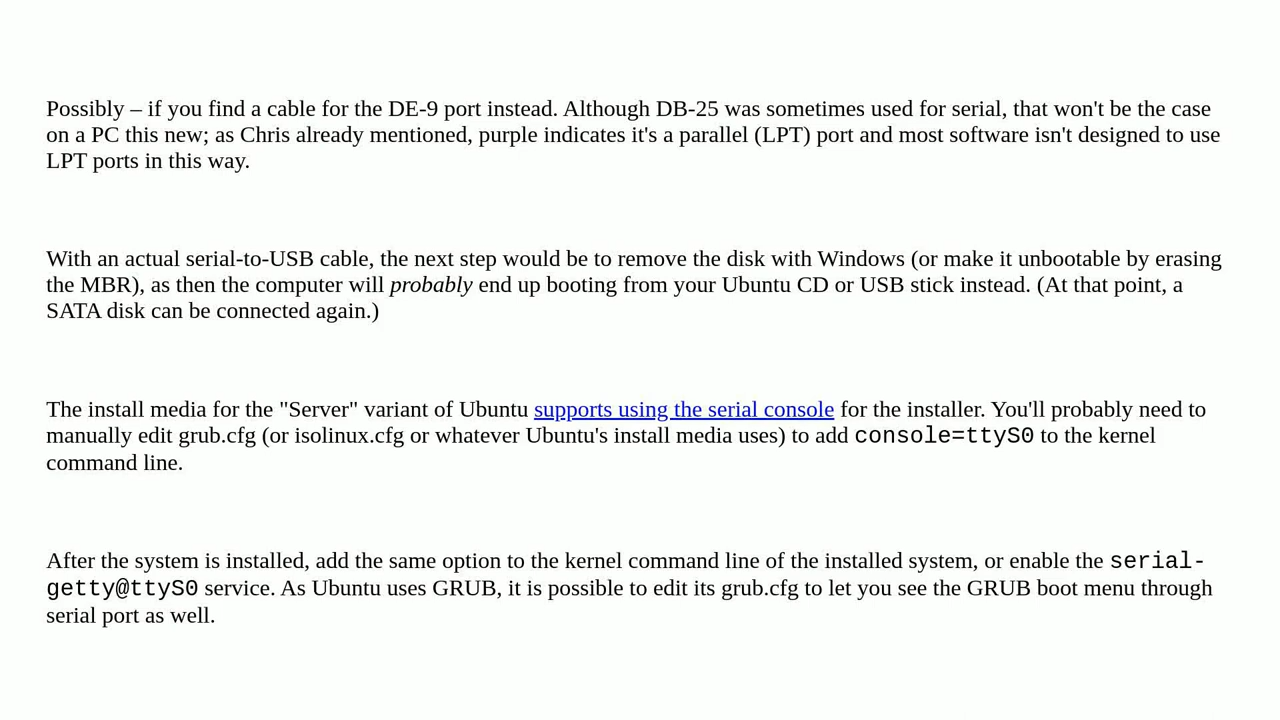 Possibly – if you find a cable for the DE-9 port instead. Although DB-25 was sometimes used for serial, that won't be the case
on a PC this new; as Chris already mentioned, purple indicates it's a parallel (LPT) port and most software isn't designed to use
LPT ports in this way.
With an actual serial-to-USB cable, the next step would be to remove the disk with Windows (or make it unbootable by erasing
the MBR), as then the computer will probably end up booting from your Ubuntu CD or USB stick instead. (At that point, a
SATA disk can be connected again.)
The install media for the "Server" variant of Ubuntu supports using the serial console for the installer. You'll probably need to
manually edit grub.cfg (or isolinux.cfg or whatever Ubuntu's install media uses) to add console=ttyS0 to the kernel
command line.
After the system is installed, add the same option to the kernel command line of the installed system, or enable the serial-
getty@ttyS0 service. As Ubuntu uses GRUB, it is possible to edit its grub.cfg to let you see the GRUB boot menu through
serial port as well.